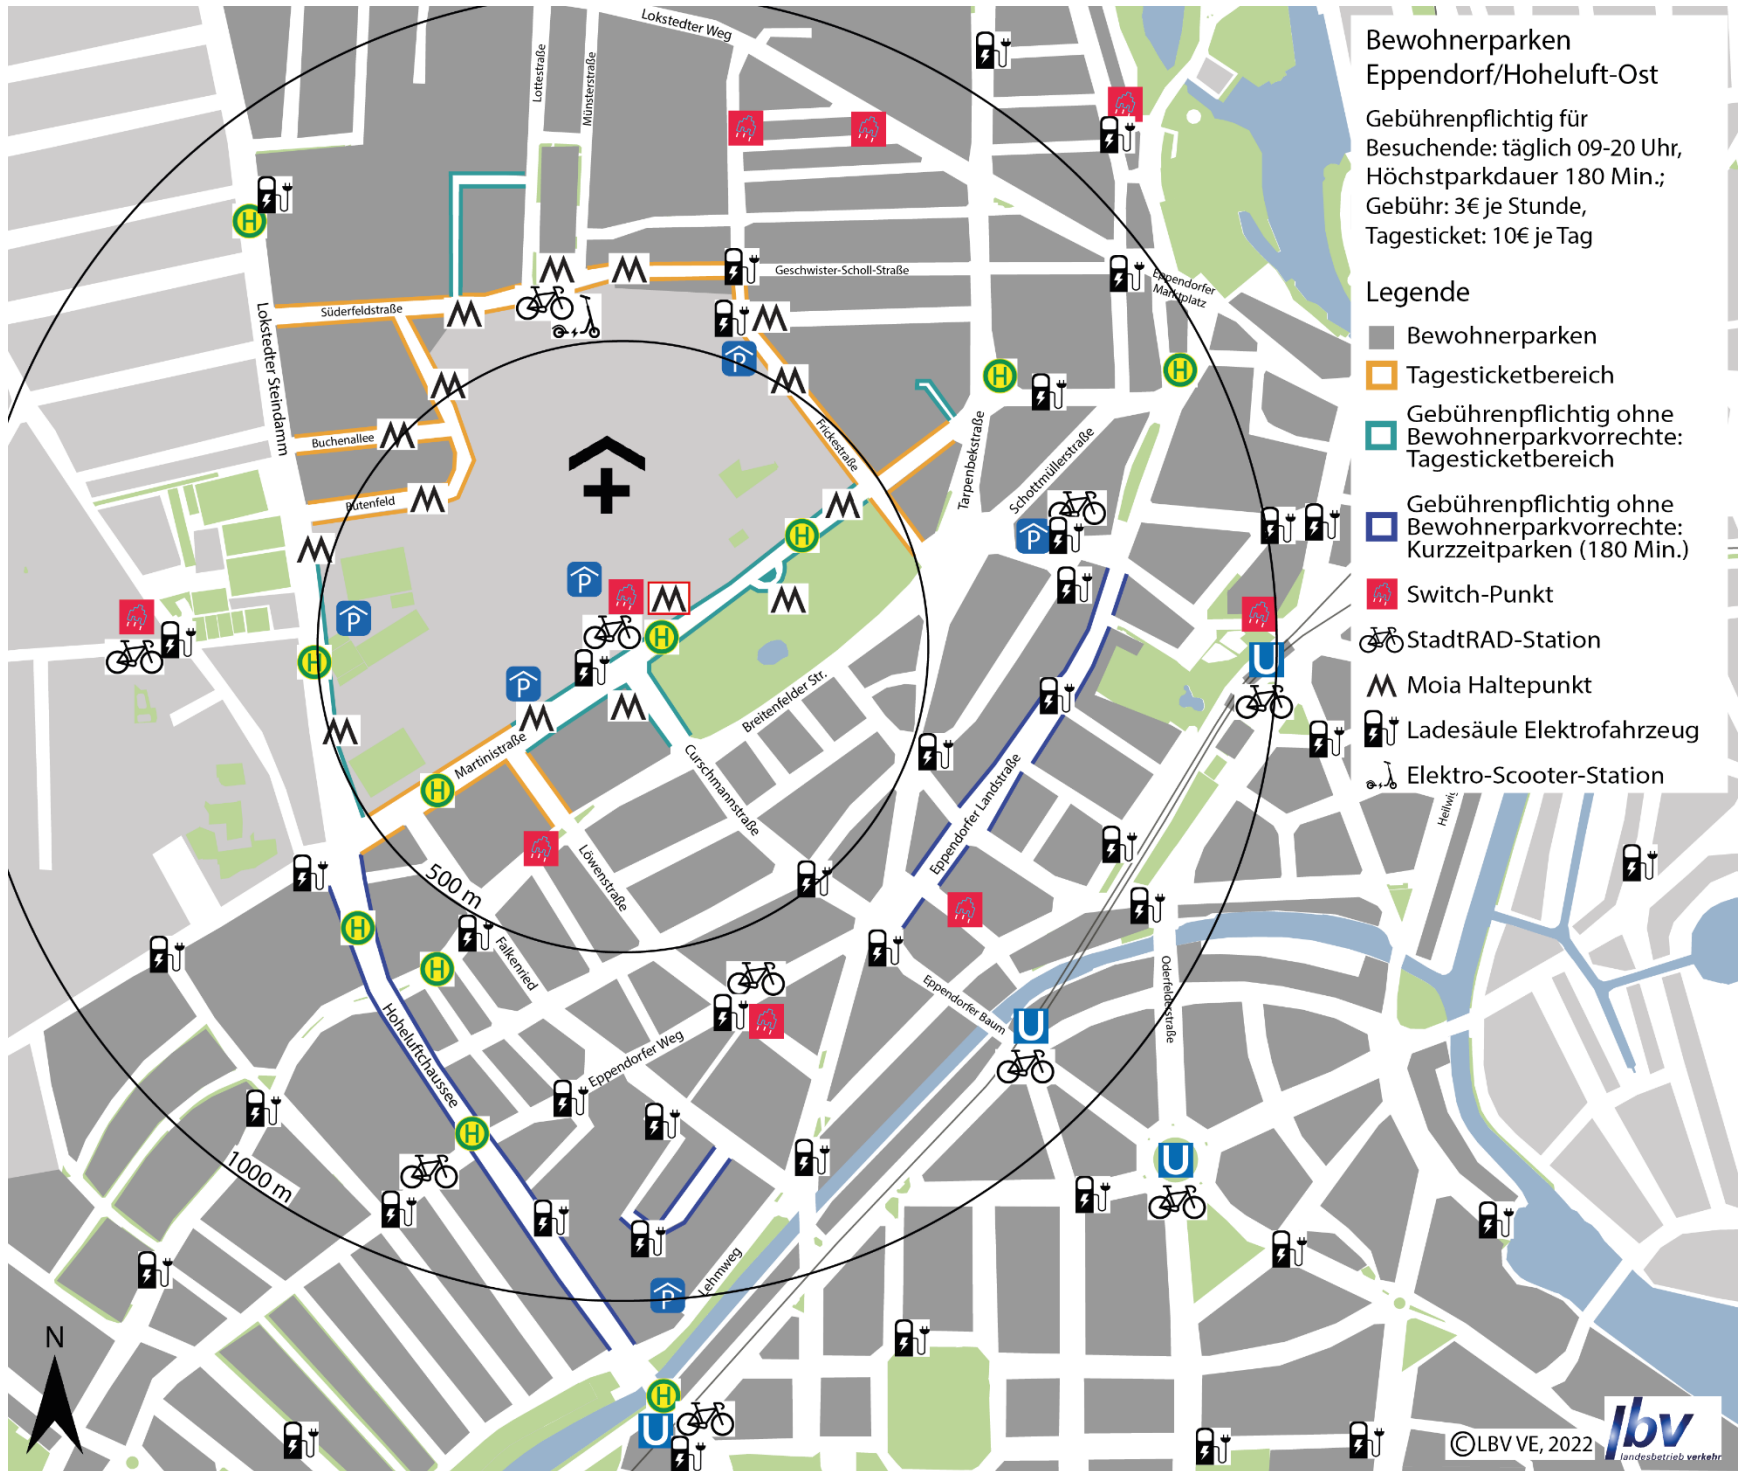 Bewohnerparken
Eppendorf/Hoheluft-Ost
Gebührenpflichtig für
Besuchende: täglich 09-20 Uhr,
Höchstparkdauer 180 Min.;
Gebühr: 3€ je Stunde,
Tagesticket: 10€ je Tag
Legende
Bewohnerparken
Tagesticketbereich
Gebührenpflichtig ohne
Bewohnerparkvorrechte:
Tagesticketbereich
Gebührenpflichtig ohne
Bewohnerparkvorrechte:
Kurzzeitparken (180 Min.)
Switch-Punkt
StadtRAD-Station
Moia Haltepunkt
Ladesäule Elektrofahrzeug
Elektro-Scooter-Station
Lokstedter Weg
Lottestraße
Münsterstraße
Geschwister-Scholl-Straße
Eppendorfer
Marktplatz
Süderfeldstraße
Lokstedter Steindamm
Buchenallee
Butenfeld
Frickestraße
Tarpenbekstraße
Schottmüllerstraße
Martinistraße
Breitenfelder Str.
Curschmannstraße
Löwenstraße
Eppendorfer Landstraße
500 m
Falkenried
Eppendorfer Baum
Oderfelderstraße
Hoheluftchaussee
Eppendorfer Weg
1000 m
Lehmweg
N
H
H
H
H
H
H
H
H
H
H
H
H
P
P
P
P
P
P
U
U
U
U
©LBV VE, 2022
lbv
landesbetrieb verkehr